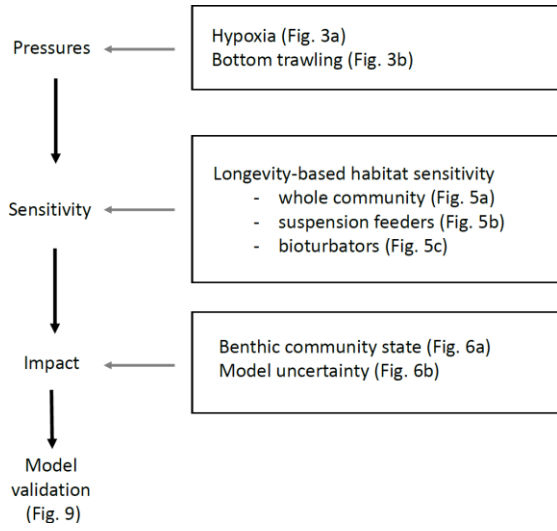 Pressures
Hypoxia (Fig. 3a)
Bottom trawling (Fig. 3b)
Sensitivity
Longevity-based habitat sensitivity
- whole community (Fig. 5a)
- suspension feeders (Fig. 5b)
- bioturbators (Fig. 5c)
Impact
Benthic community state (Fig. 6a)
Model uncertainty (Fig. 6b)
Model
validation
(Fig. 9)